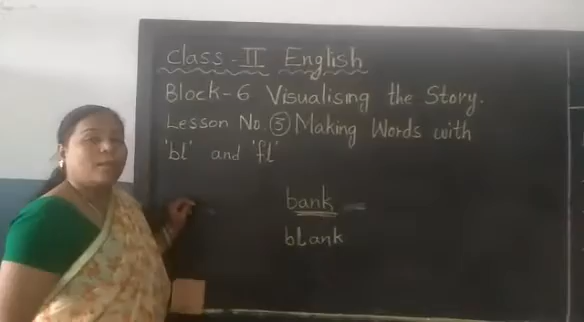 Class - II English
Block-6 Visualising the Story.
Lesson No. 5 Making Words with
'bl' and 'fl'
bank
blank